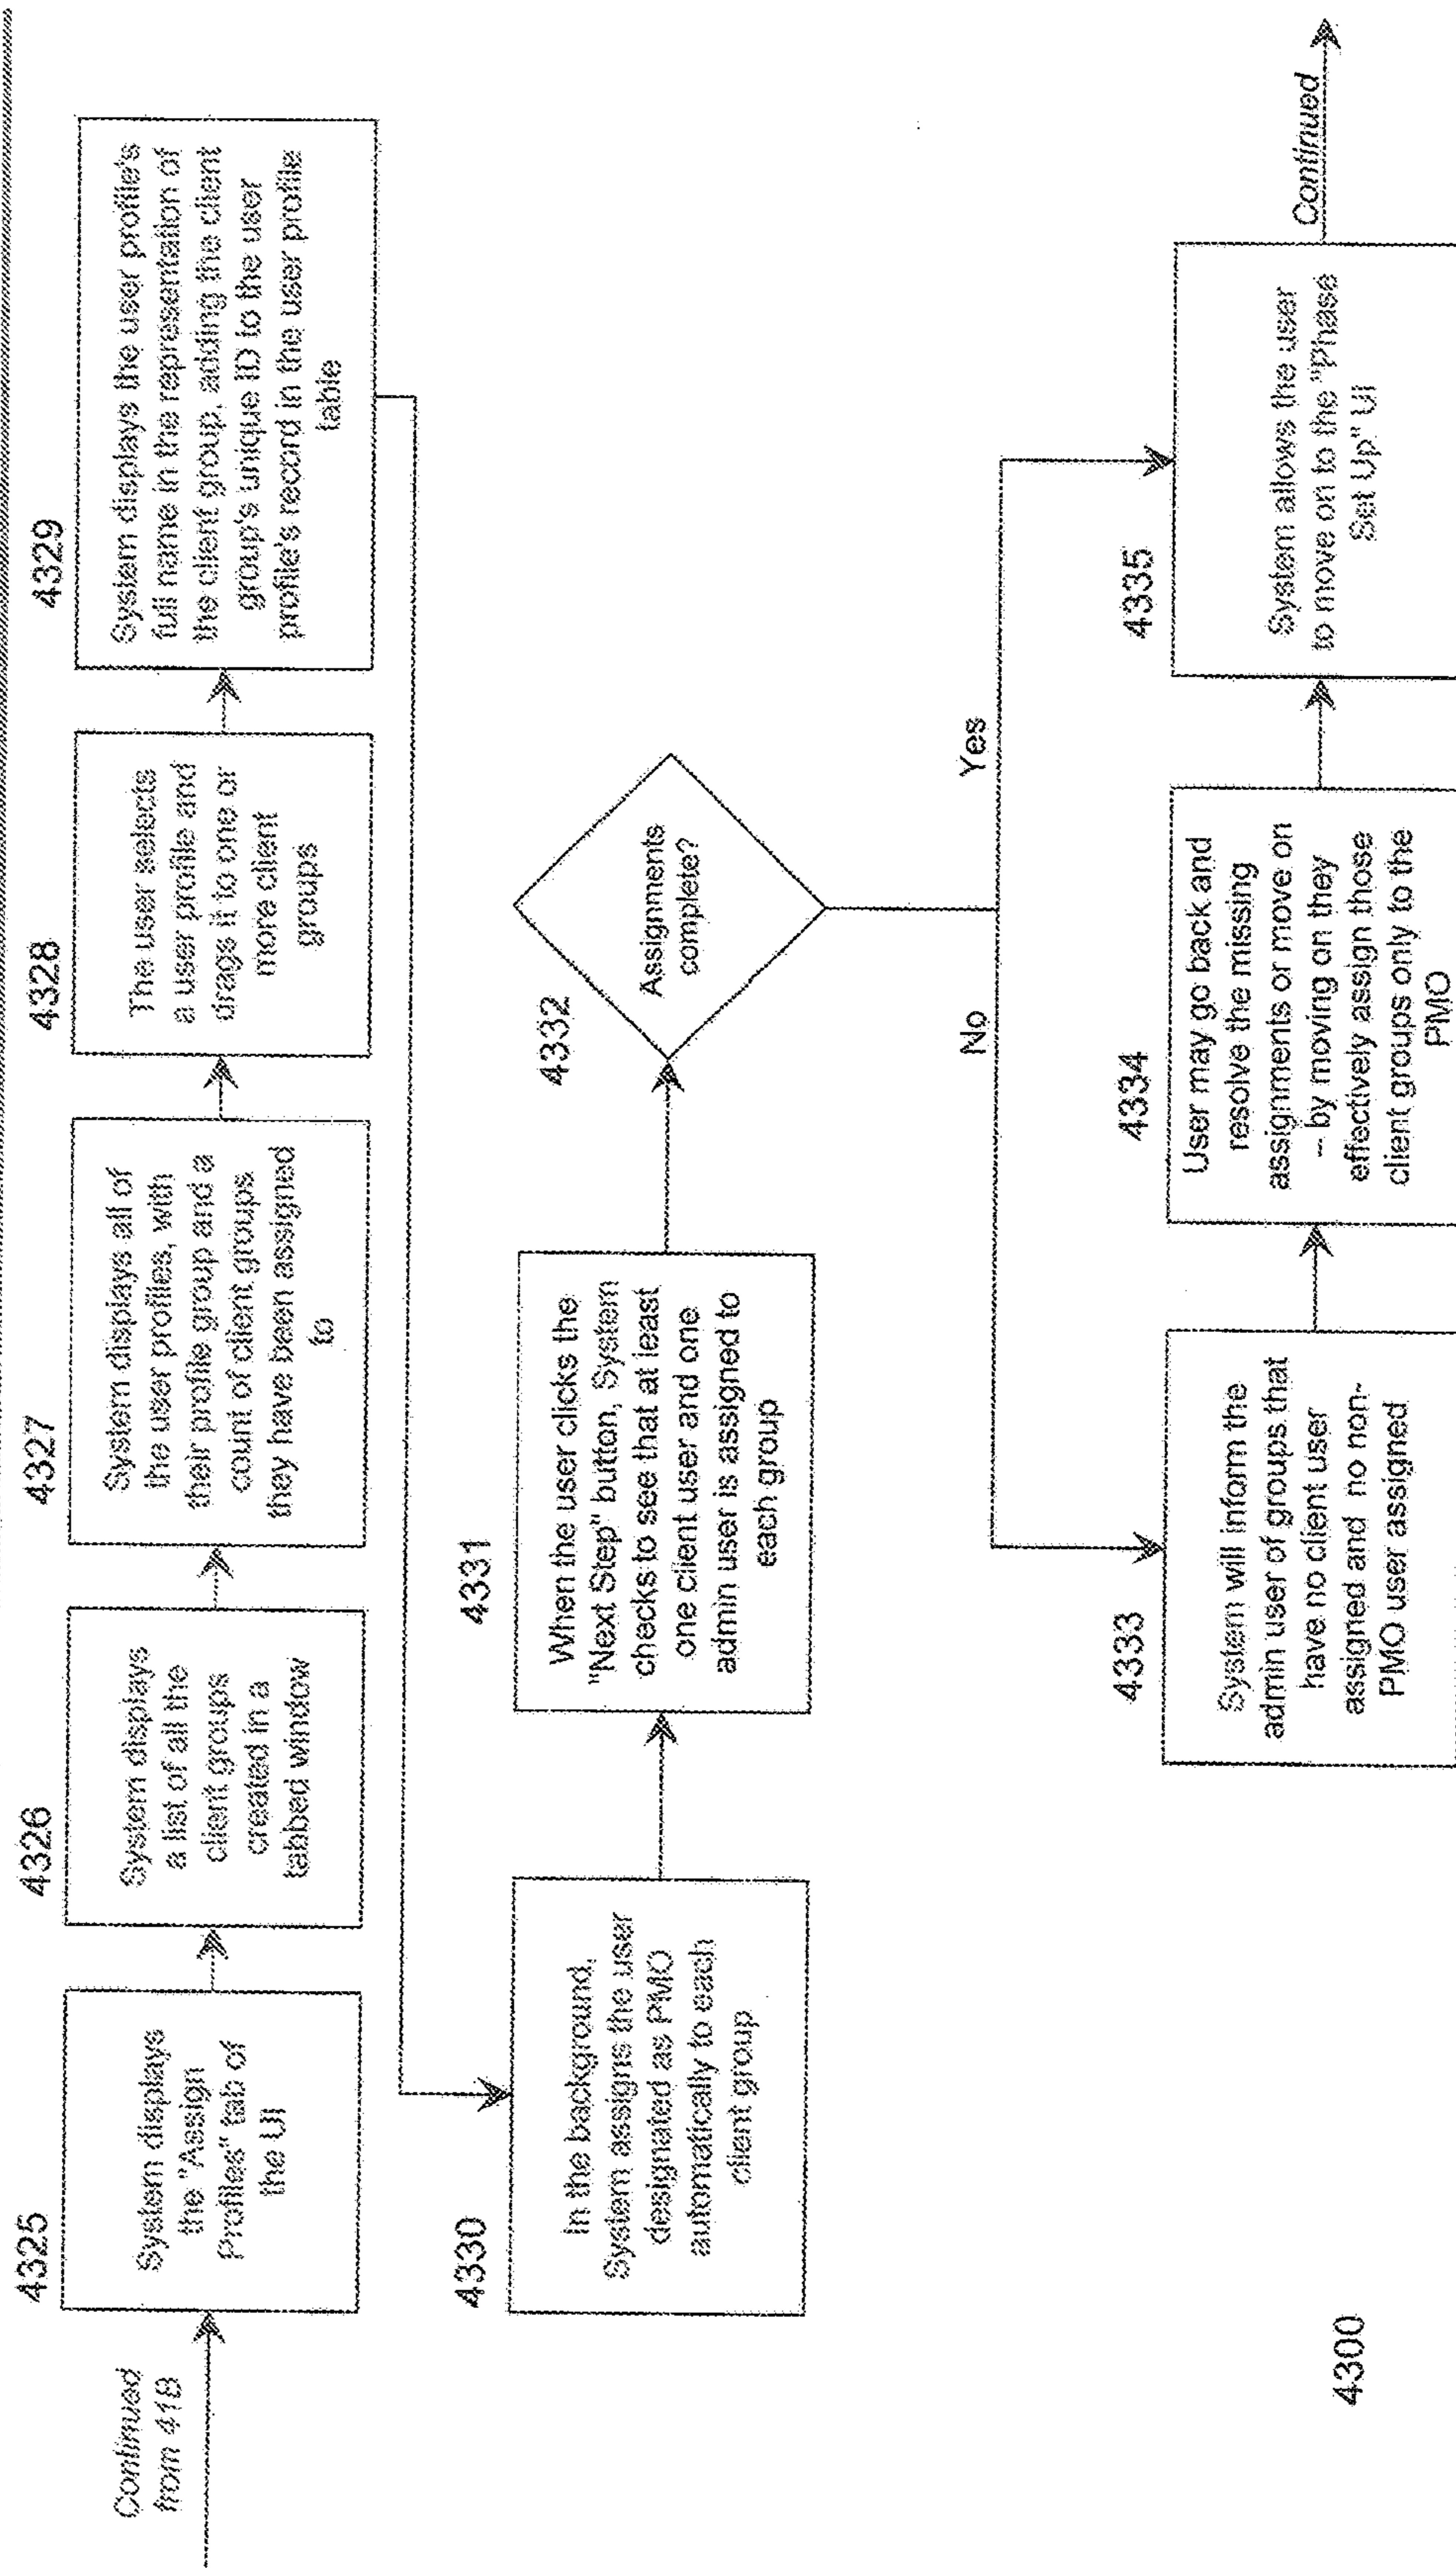 Continued
from 41B
4325
System displays
the "Assign
Profiles" tab of
the UI
4326
System displays
a list of all the
client groups
created in a
tabbed window
4327
System displays all of
the user profiles, with
their profile group and a
count of client groups
they have been assigned
to
4328
The user selects
a user profile and
drags it to one or
more client
groups
4329
System displays the user profile's
full name in the representation of
the client group, adding the client
group's unique ID to the user
profile's record in the user profile
table
4330
In the background,
System assigns the user
designated as PMO
automatically to each
client group
4331
When the user clicks the
"Next Step" button, System
checks to see that at least
one client user and one
admin user is assigned to
each group
4332
Assignments
complete?
No
Yes
4333
System will inform the
admin user of groups that
have no client user
assigned and no non-
PMO user assigned
4334
User may go back and
resolve the missing
assignments or move on
– by moving on they
effectively assign those
client groups only to the
PMO
4335
System allows the user
to move on to the "Phase
Set Up" UI
Continued
4300